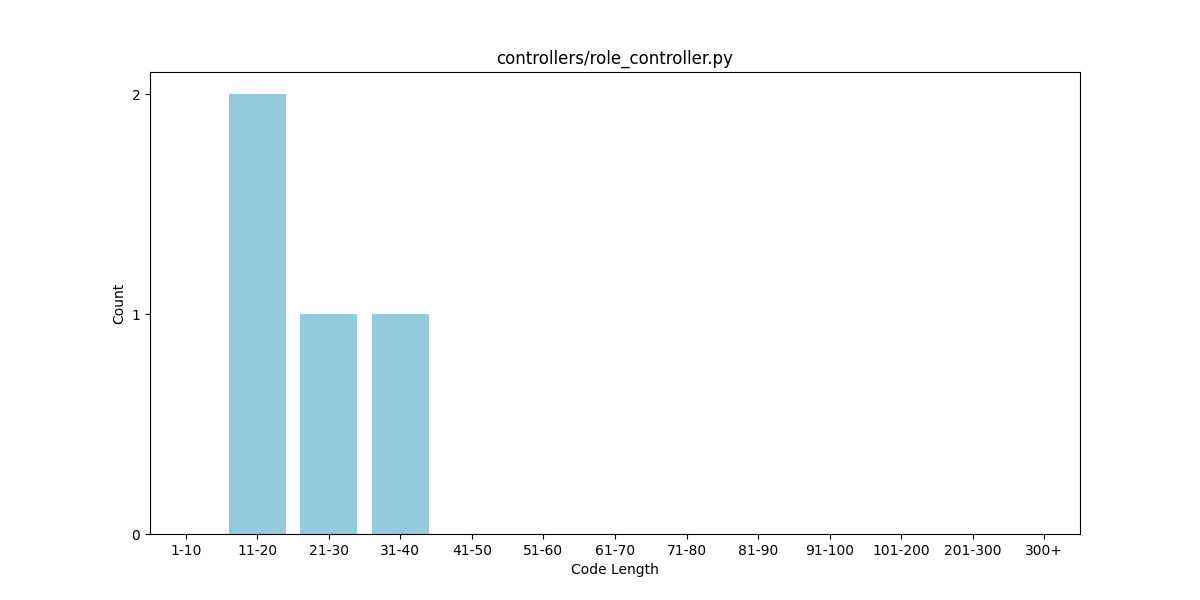 controllers/role_controller.py
Count
2
1
0
1-10 11-20 21-30 31-40 41-50 51-60 61-70 71-80 81-90 91-100 101-200 201-300 300+
Code Length